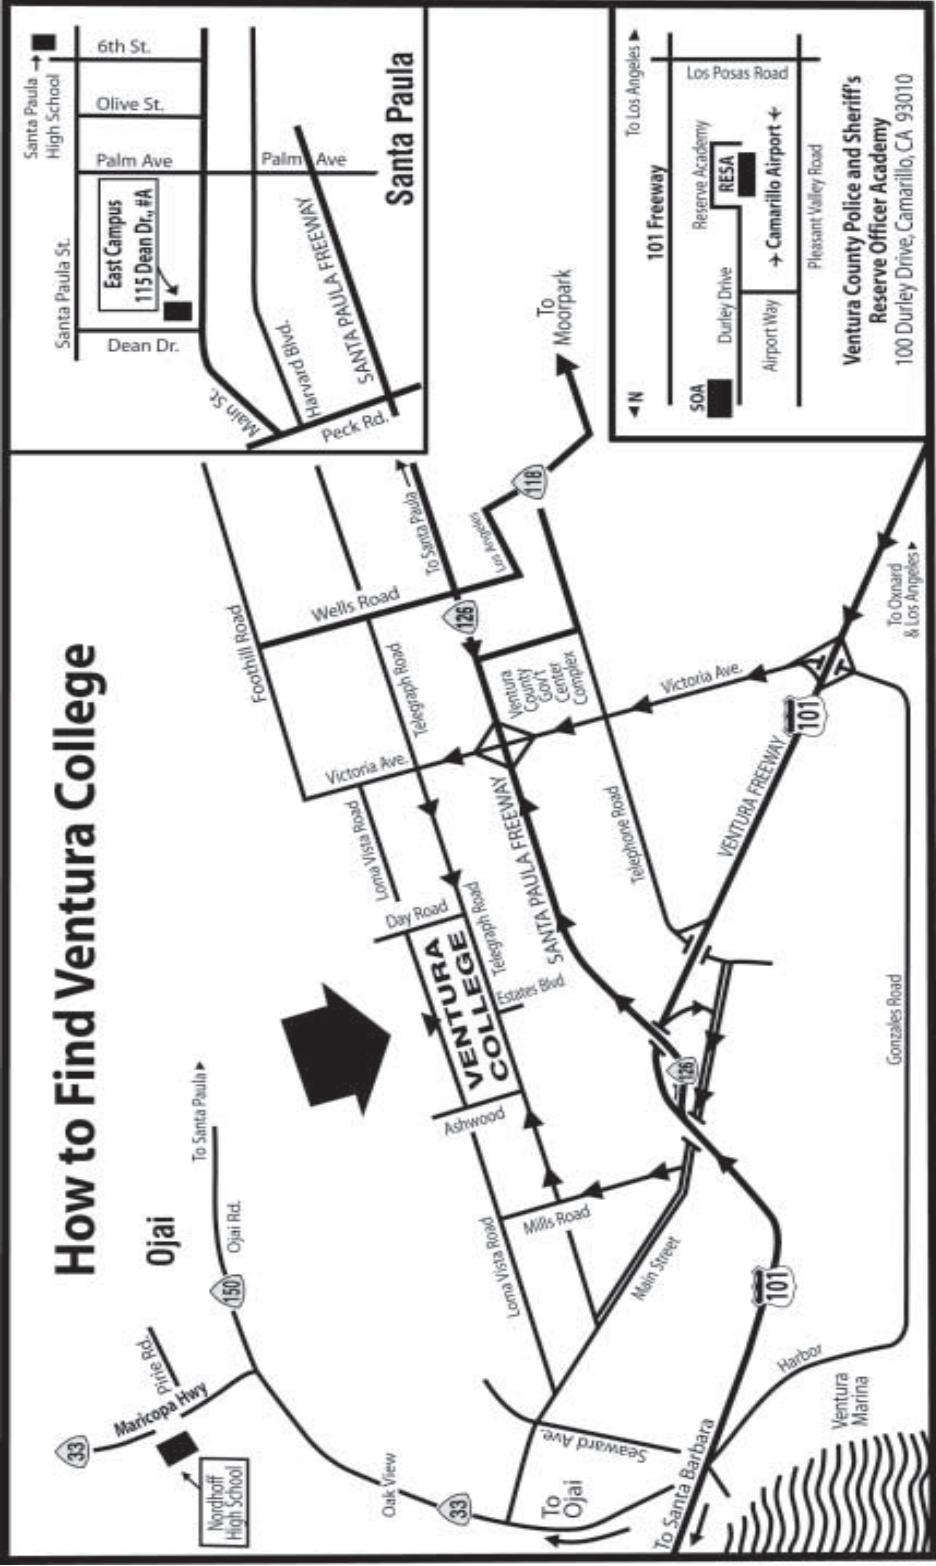 How to Find Ventura College
Ojai
To Santa Paula
Ojai Rd.
150
Pirie Rd.
Maricopa Hwy
33
Nordhoff
High School
Oak View
33
To
Ojai
Foothill Road
Wells Road
Telegraph Road
Victoria Ave.
Loma Vista Road
Day Road
VENTURA
COLLEGE
Telegraph Road
Estates Blvd
Ashwood
Mills Road
Loma Vista Road
Main Street
Seaward Ave.
To Santa Barbara
Harbor
Ventura
Marina
101
126
SANTA PAULA FREEWAY
126
To Santa Paula
Los Angeles
118
To
Moorpark
Ventura
County
Gov't
Center
Complex
Victoria Ave.
Telephone Road
VENTURA FREEWAY
101
Gonzales Road
To Oxnard
& Los Angeles
Santa Paula
High School
6th St.
Olive St.
Palm Ave
Palm Ave
Santa Paula St.
East Campus
115 Dean Dr., #A
Dean Dr.
Main St.
Harvard Blvd.
SANTA PAULA FREEWAY
Peck Rd.
Santa Paula
N
To Los Angeles
101 Freeway
Los Posas Road
Reserve Academy
RESA
SOA
Durley Drive
Camarillo Airport
Airport Way
Pleasant Valley Road
Ventura County Police and Sheriff's
Reserve Officer Academy
100 Durley Drive, Camarillo, CA 93010